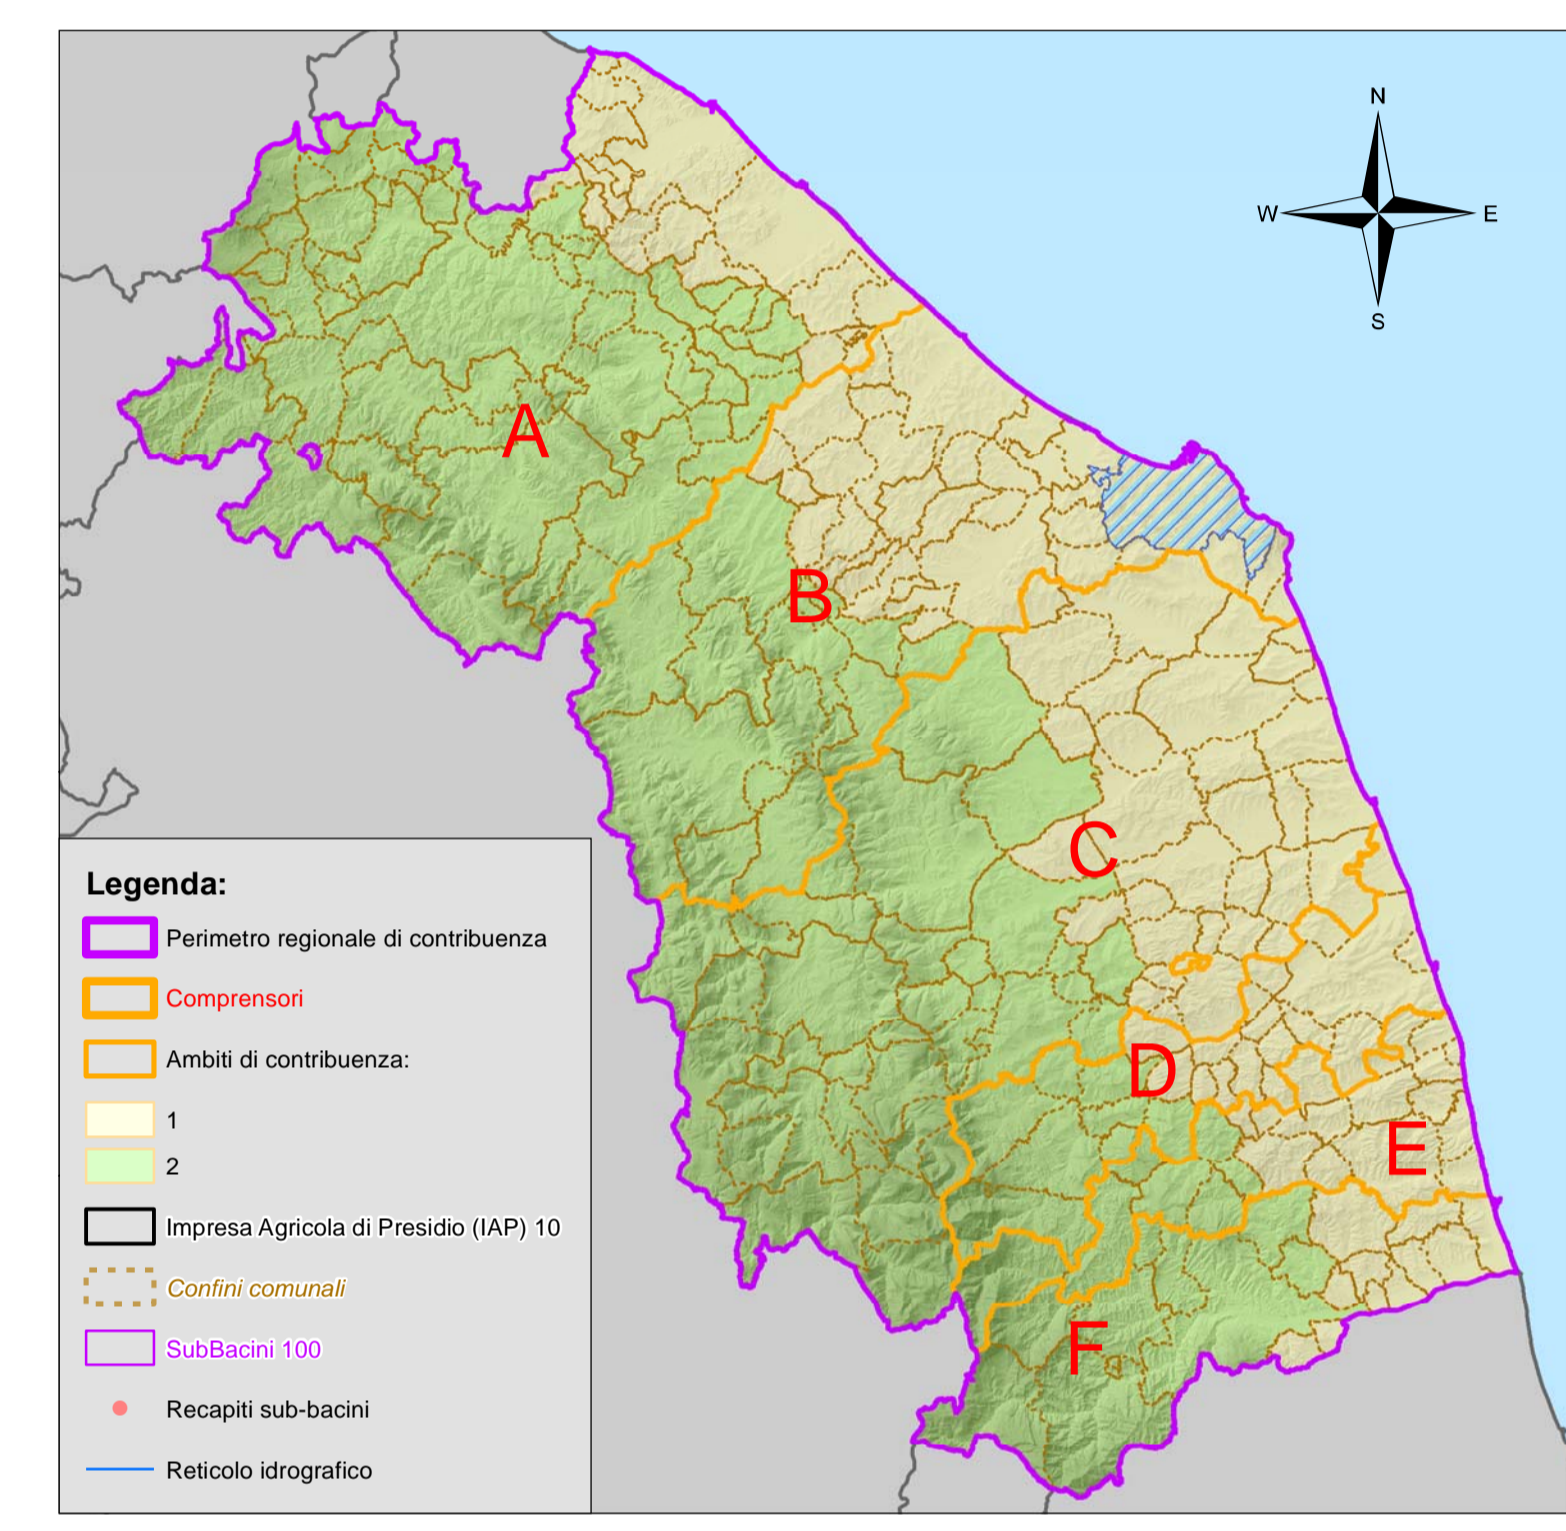 N
W
E
S
A
B
C
D
E
F
Legenda:
Perimetro regionale di contribuenza
Comprensori
Ambiti di contribuenza:
1
2
Impresa Agricola di Presidio (IAP) 10
Confini comunali
SubBacini 100
Recapiti sub-bacini
Reticolo idrografico